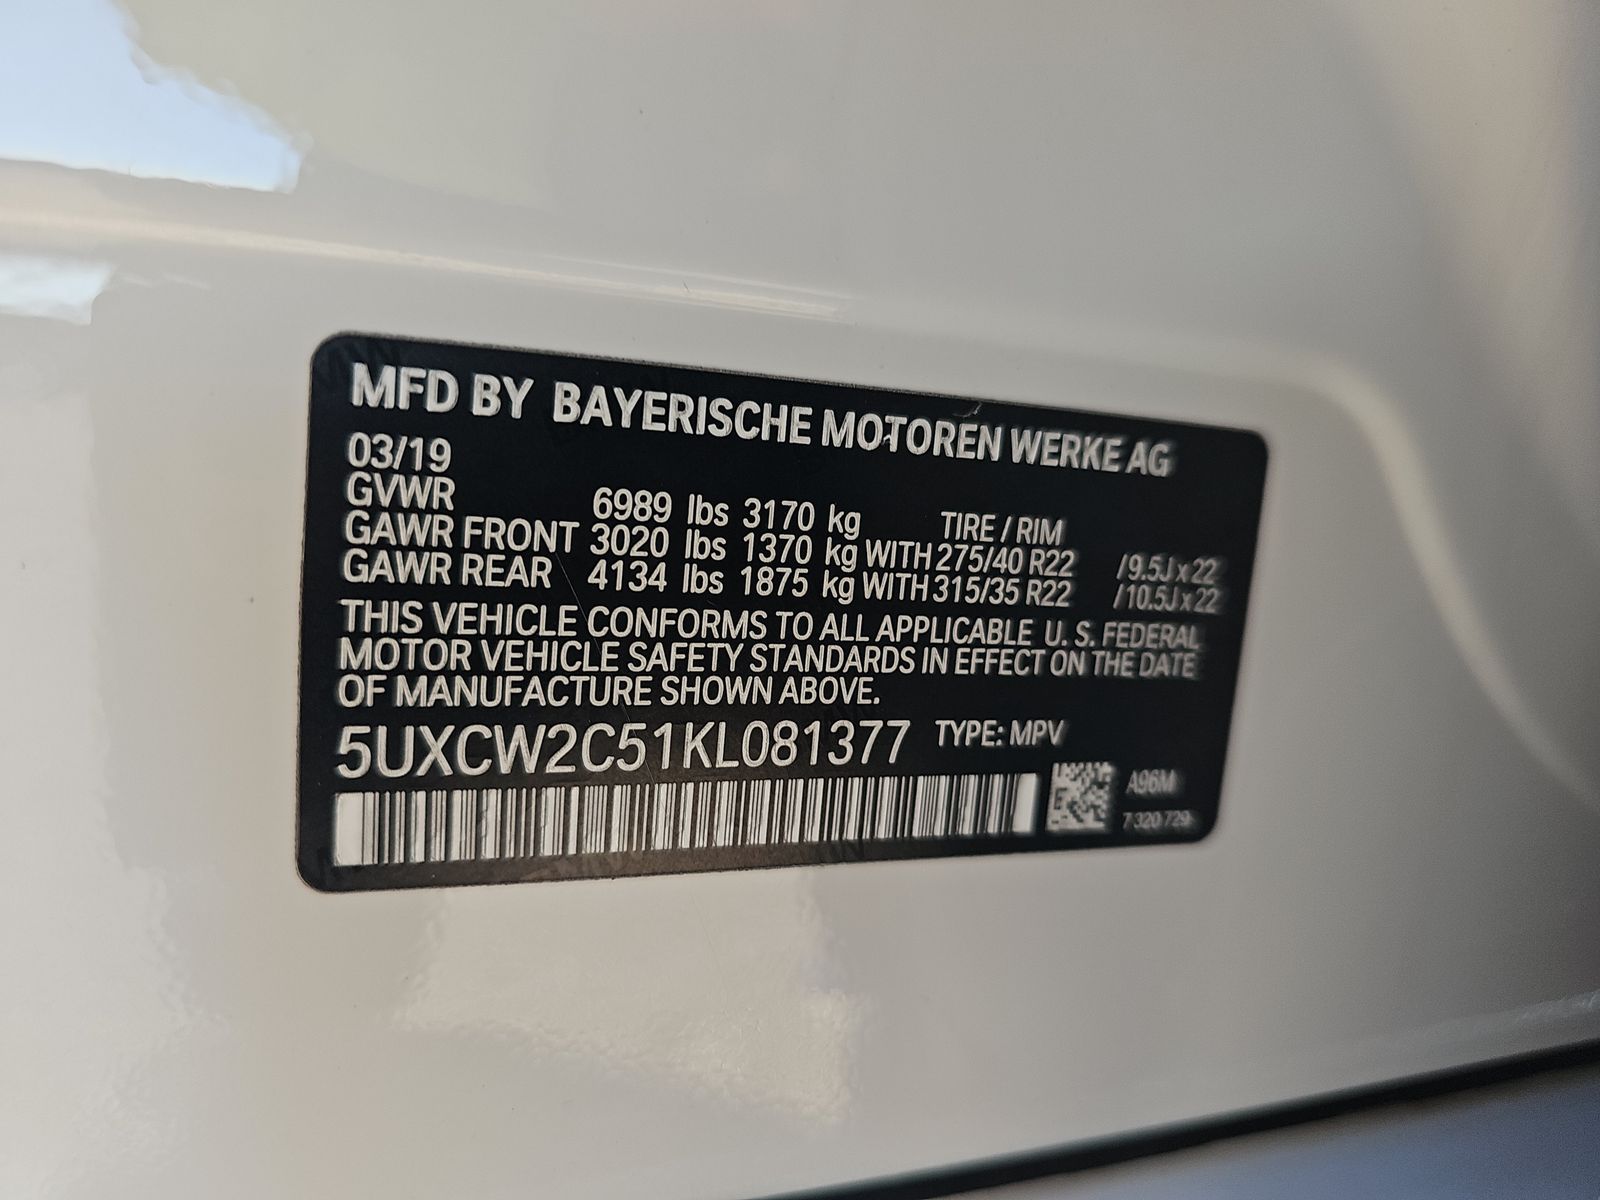 MFD BY BAYERISCHE MOTOREN WERKE AG
03/19
GVWR 6989 lbs 3170 kg TIRE / RIM
GAWR FRONT 3020 lbs 1370 kg WITH 275/40 R22 /9.5J x 22
GAWR REAR 4134 lbs 1875 kg WITH 315/35 R22 /10.5J x 22
THIS VEHICLE CONFORMS TO ALL APPLICABLE U. S. FEDERAL
MOTOR VEHICLE SAFETY STANDARDS IN EFFECT ON THE DATE
OF MANUFACTURE SHOWN ABOVE.
5UXCW2C51KL081377 TYPE: MPV
A96M
7 320 729